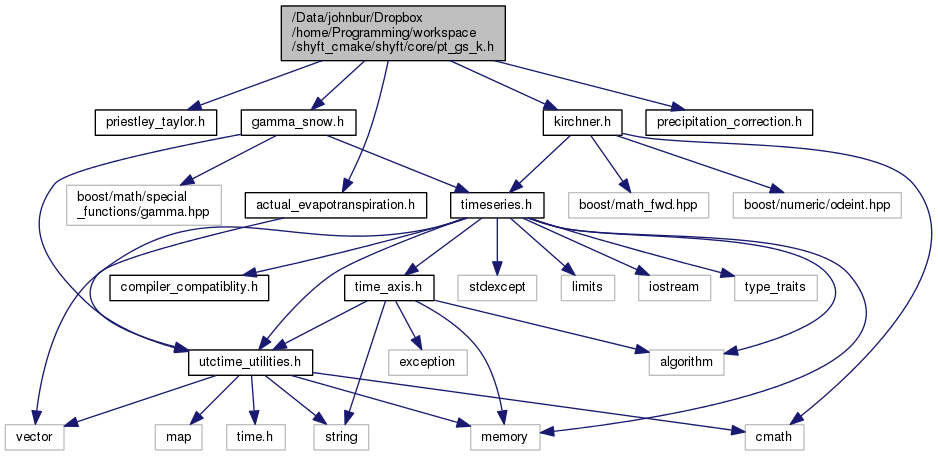 /Data/johnbur/Dropbox
/home/Programming/workspace
/shyft_cmake/shyft/core/pt_gs_k.h
priestley_taylor.h
gamma_snow.h
kirchner.h
precipitation_correction.h
boost/math/special
_functions/gamma.hpp
actual_evapotranspiration.h
timeseries.h
boost/math_fwd.hpp
boost/numeric/odeint.hpp
compiler_compatiblity.h
time_axis.h
stdexcept
limits
iostream
type_traits
utctime_utilities.h
exception
algorithm
vector
map
time.h
string
memory
cmath